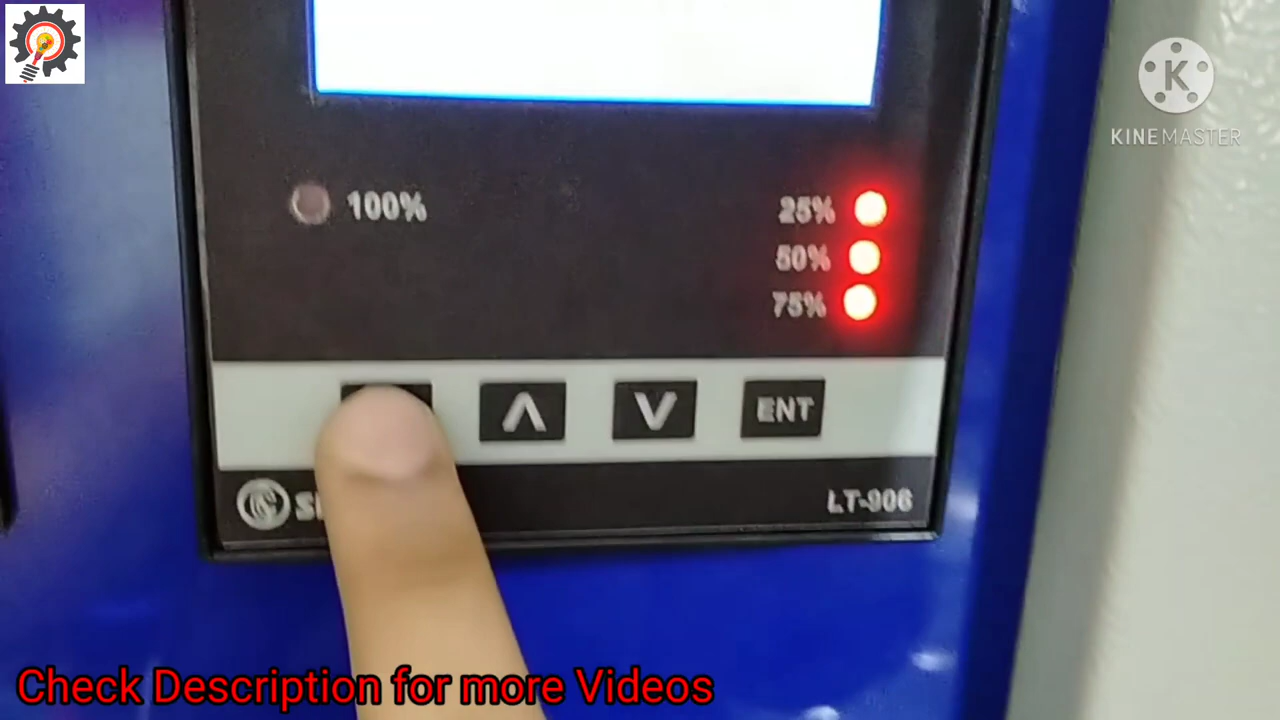 K
KINEMASTER
100%
25%
50%
75%
ENT
LT-906
Check Description for more Videos